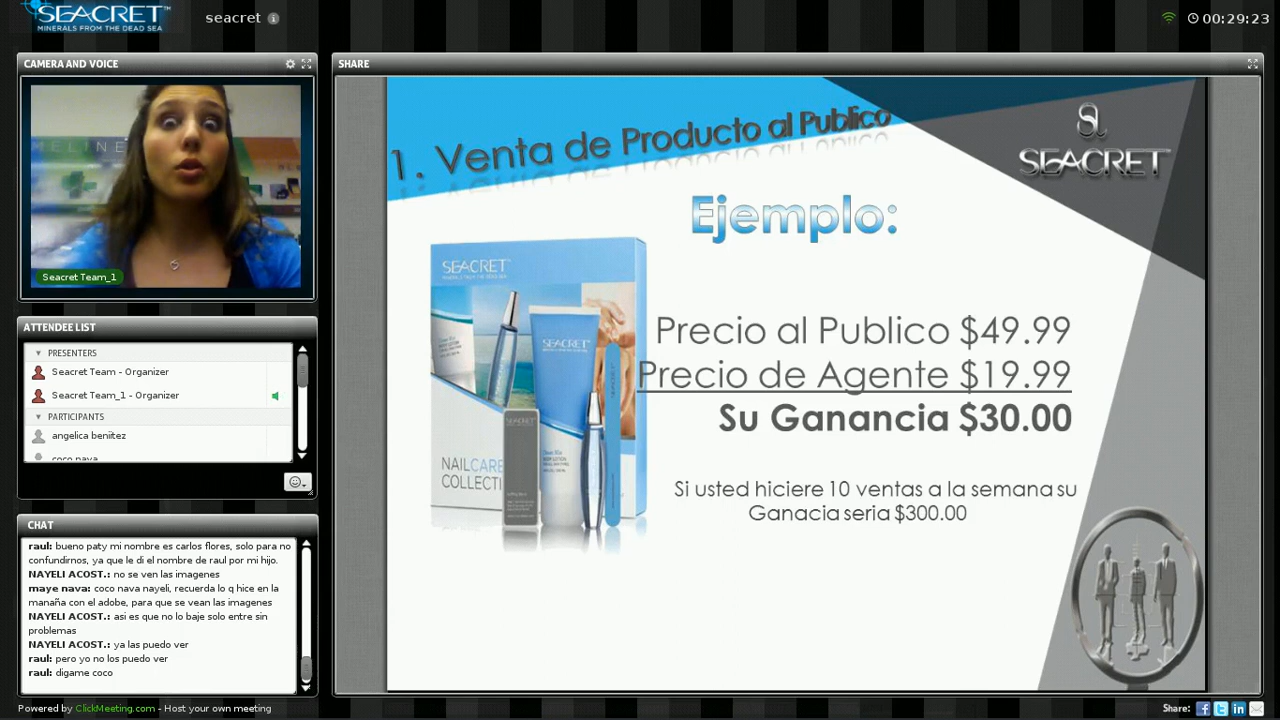 SEACRET
MINERALS FROM THE DEAD SEA
seacret
00:29:23
CAMERA AND VOICE
Seacret Team_1
ATTENDEE LIST
PRESENTERS
Seacret Team - Organizer
Seacret Team_1 - Organizer
PARTICIPANTS
angelica beniitez
coco nava
CHAT
raul: bueno paty mi nombre es carlos flores, solo para no
confundirnos, ya que le di el nombre de raul por mi hijo.
NAYELI ACOST.: no se ven las imagenes
maye nava: coco nava nayeli, recuerda lo q hice en la
manaña con el adobe, para que se vean las imagenes
NAYELI ACOST.: asi es que no lo baje solo entre sin
problemas
NAYELI ACOST.: ya las puedo ver
raul: pero yo no los puedo ver
raul: digame coco
Powered by ClickMeeting.com - Host your own meeting
SHARE
1. Venta de Producto al Publico
SEACRET
Ejemplo:
SEACRET
SEACRET
NAILCARE
COLLECTI
Precio al Publico $49.99
Precio de Agente $19.99
Su Ganancia $30.00
Si usted hiciere 10 ventas a la semana su
Ganacia seria $300.00
Share: